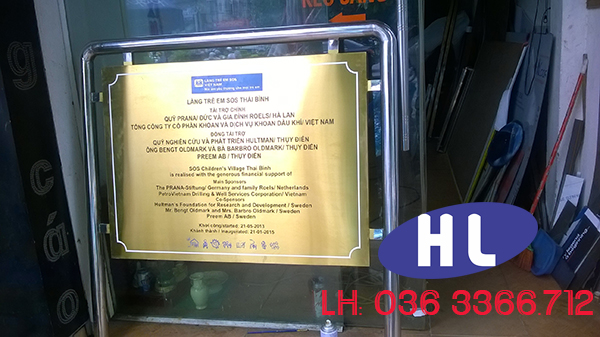 KEO
LÀNG TRẺ EM SOS
VIỆT NAM
LÀNG TRẺ EM SOS THÁI BÌNH
TÀI TRỢ CHÍNH
QUỸ PRANA/ ĐỨC VÀ GIA ĐÌNH ROELS/ HÀ LAN
TỔNG CÔNG TY CỔ PHẦN KHOAN VÀ DỊCH VỤ KHOAN DẦU KHÍ/ VIỆT NAM
ĐỒNG TÀI TRỢ
QUỸ NGHIÊN CỨU VÀ PHÁT TRIỂN HULTMAN/ THỤY ĐIỂN
ÔNG BENGT OLDMARK VÀ BÀ BARBRO OLDMARK/ THỤY ĐIỂN
PREEM AB / THỤY ĐIỂN
SOS Children's Village Thai Binh
is realised with the generous financial support of
Main Sponsors
The PRANA-Stiftung/ Germany and family Roels/ Netherlands
PetroVietnam Drilling & Well Services Corporation/ Vietnam
Co-Sponsors
Hultman's Foundation for Research and Development / Sweden
Mr. Bengt Oldmark and Mrs. Barbro Oldmark / Sweden
Preem AB / Sweden
Khởi công/started: 21-05-2013
Khánh thành / inaugurated: 21-01-2015
HL
LH: 036 3366.712
cáo